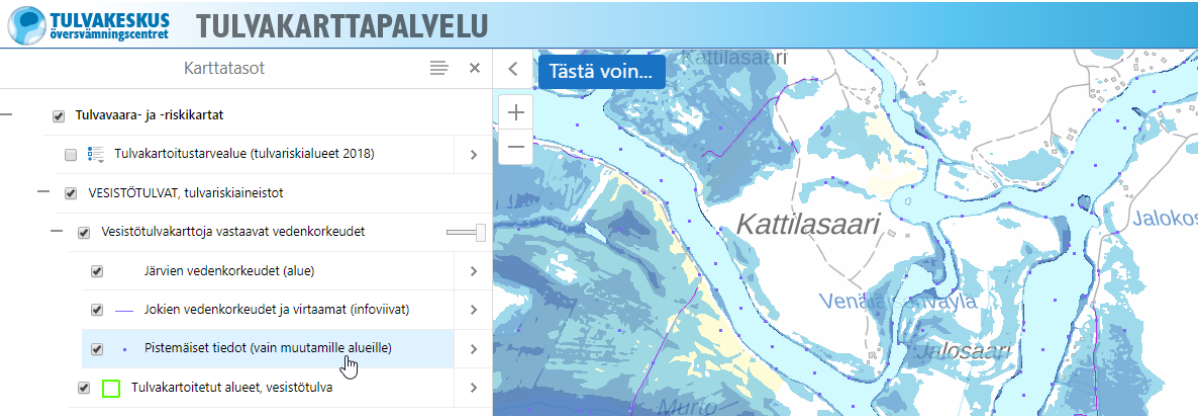 TULVAKESKUS
översvämningscentret
TULVAKARTTAPALVELU
Karttatasot
Tulvavaara- ja -riskikartat
Tulvakartoitustarvealue (tulvariskialueet 2018)
VESISTÖTULVAT, tulvariskiaineistot
Vesistötulvakarttoja vastaavat vedenkorkeudet
Järvien vedenkorkeudet (alue)
Jokien vedenkorkeudet ja virtaamat (infoviivat)
Pistemäiset tiedot (vain muutamille alueille)
Tulvakartoitetut alueet, vesistötulva
Tästä voin...
Kattilasaari
Kattilasaari
Jalokos
Jalosaari
Murto